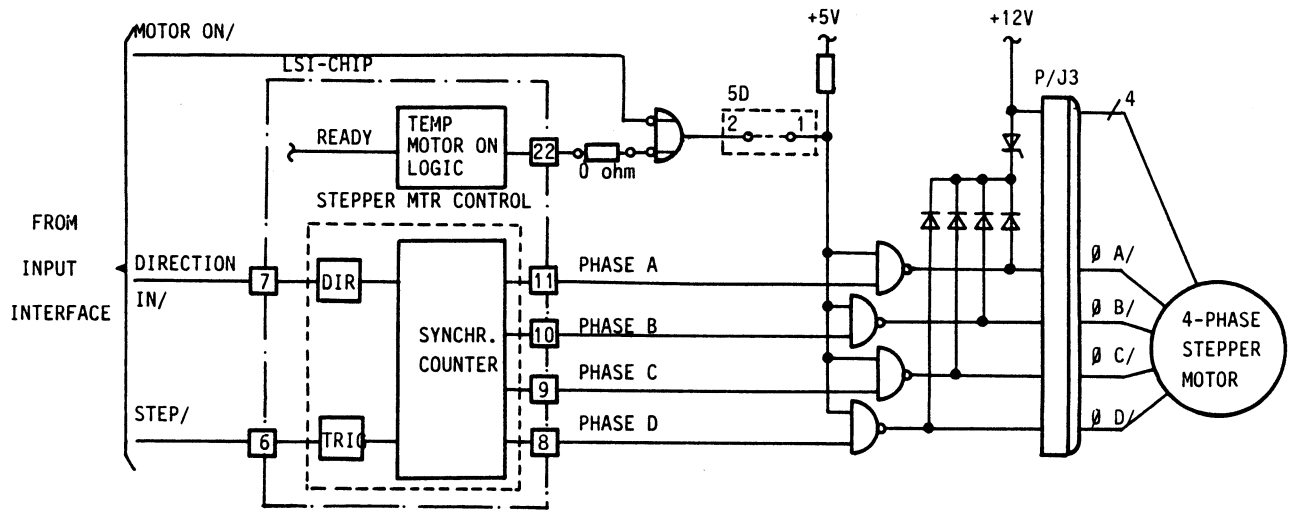 MOTOR ON/
LSI-CHIP
READY
TEMP
MOTOR ON
LOGIC
22
0 ohm
STEPPER MTR CONTROL
5D
2 1
+5V
+12V
P/J3
4
FROM
INPUT
INTERFACE
DIRECTION
IN/
7
DIR
STEP/
6
TRIG
SYNCHR.
COUNTER
11
10
9
8
PHASE A
PHASE B
PHASE C
PHASE D
Ø A/
Ø B/
Ø C/
Ø D/
4-PHASE
STEPPER
MOTOR